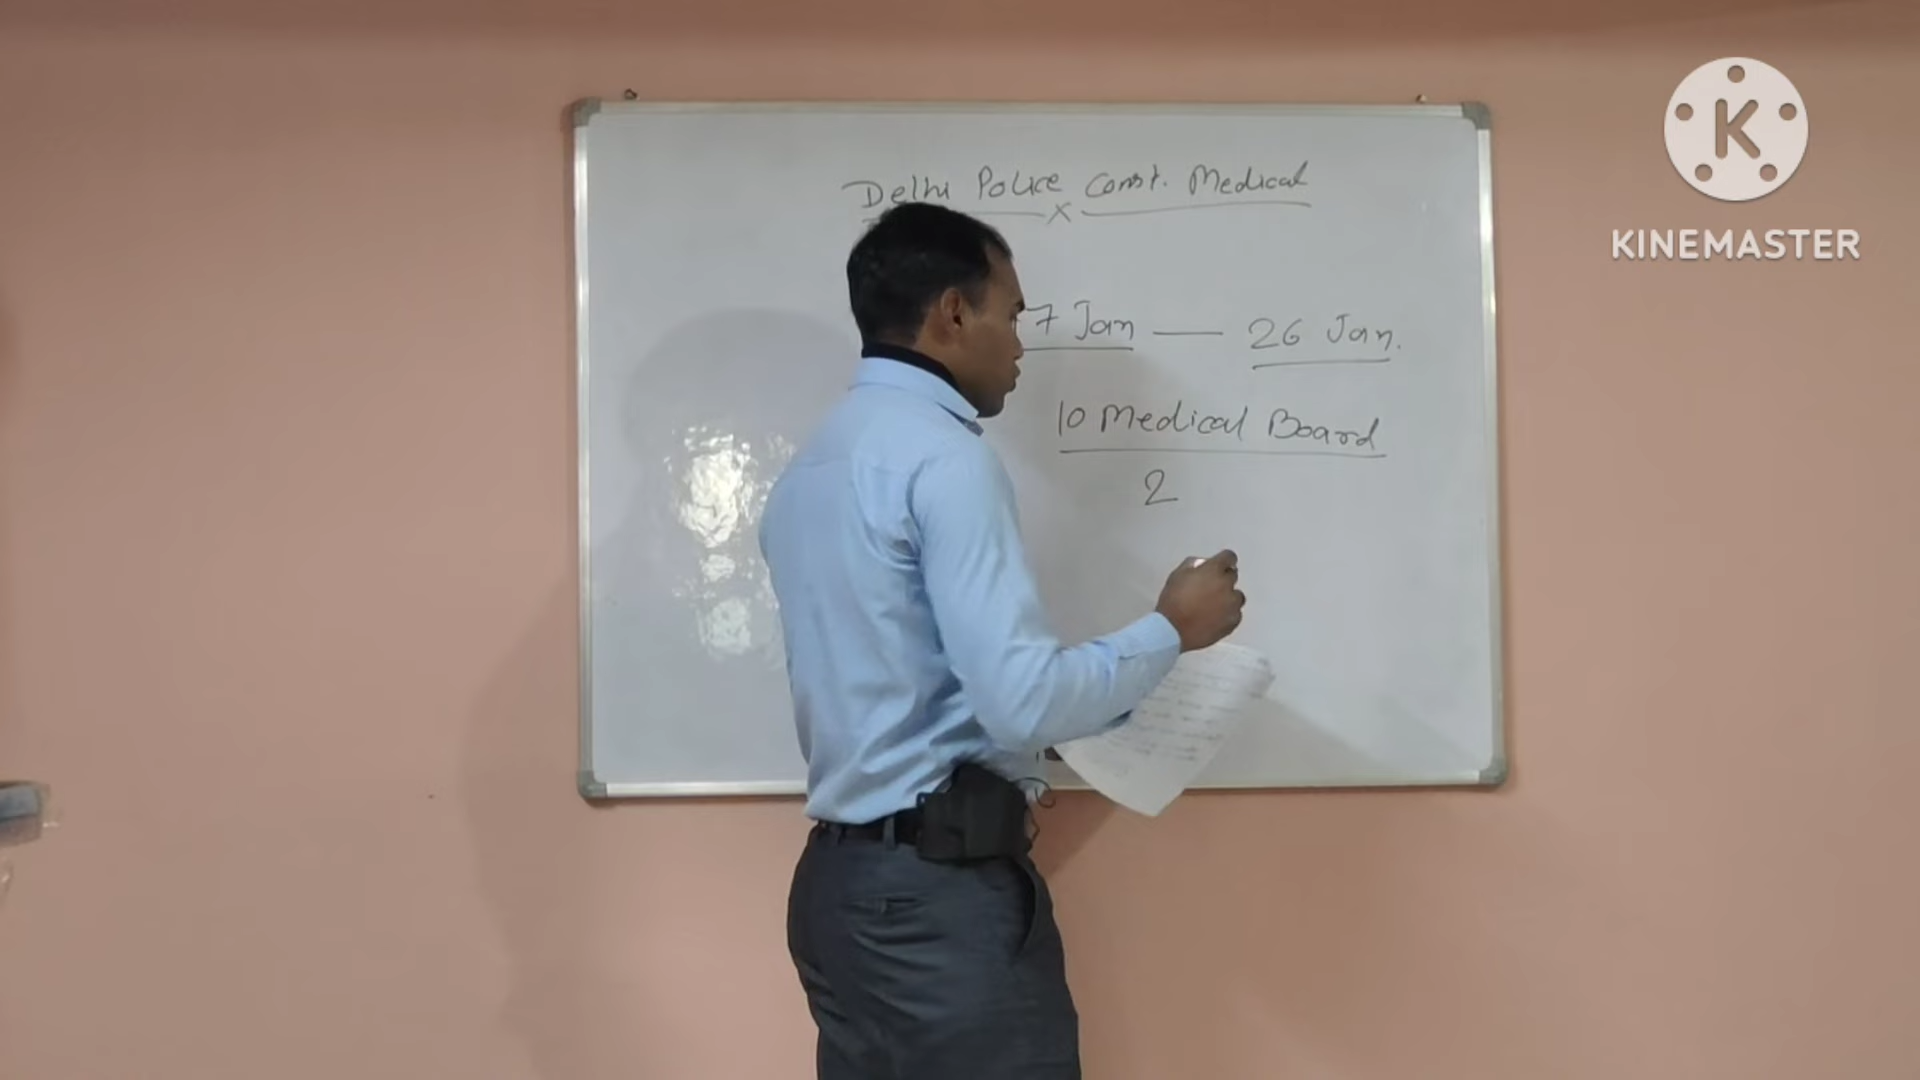 Delhi Police Const. Medical
x
7 Jan — 26 Jan.
10 Medical Board
2
K
KINEMASTER